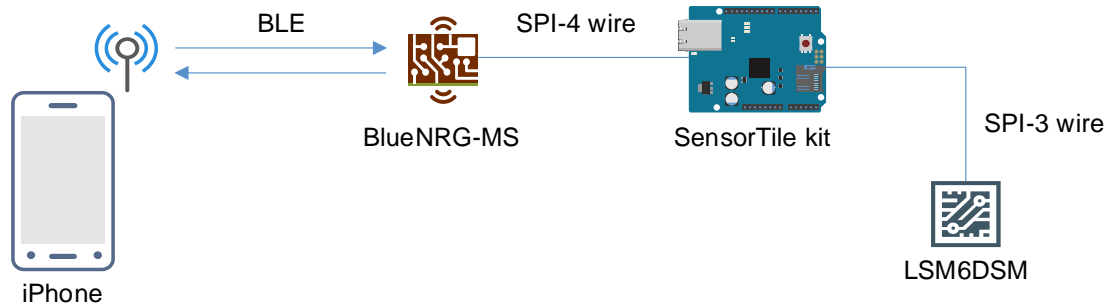 BLE
SPI-4 wire
BlueNRG-MS
SensorTile kit
SPI-3 wire
LSM6DSM
iPhone